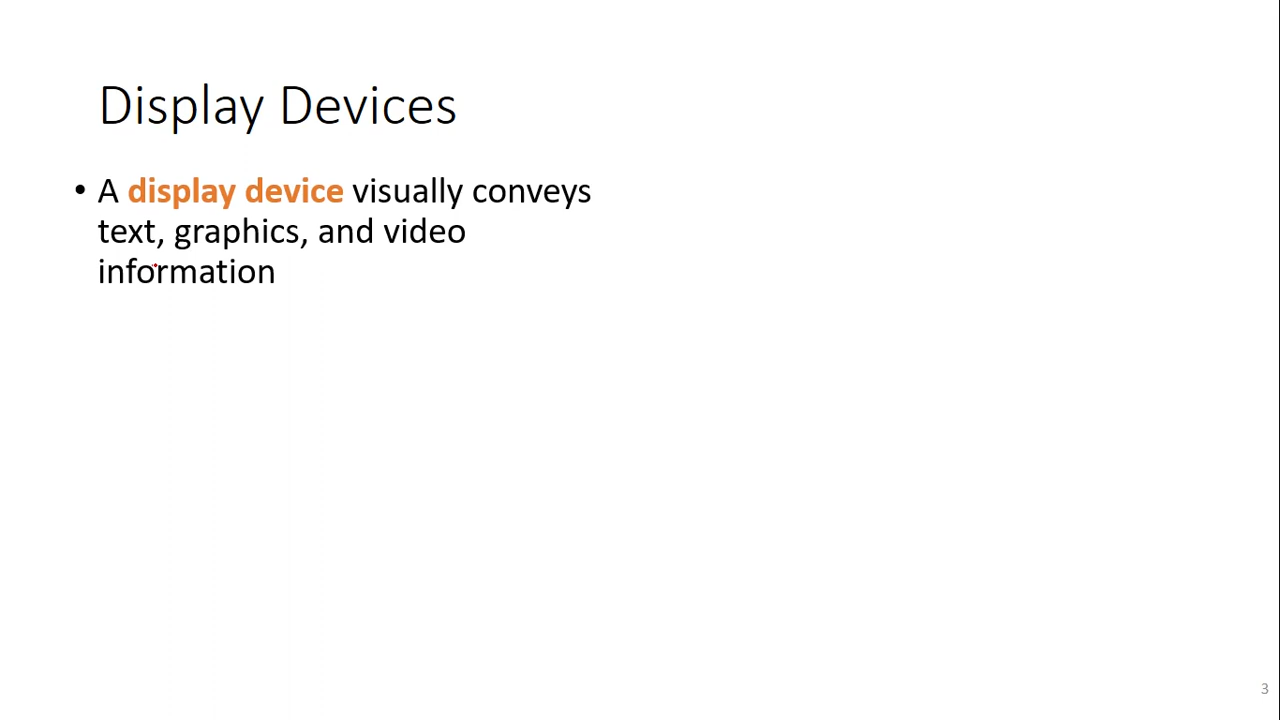 Display Devices
• A display device visually conveys
text, graphics, and video
information
3